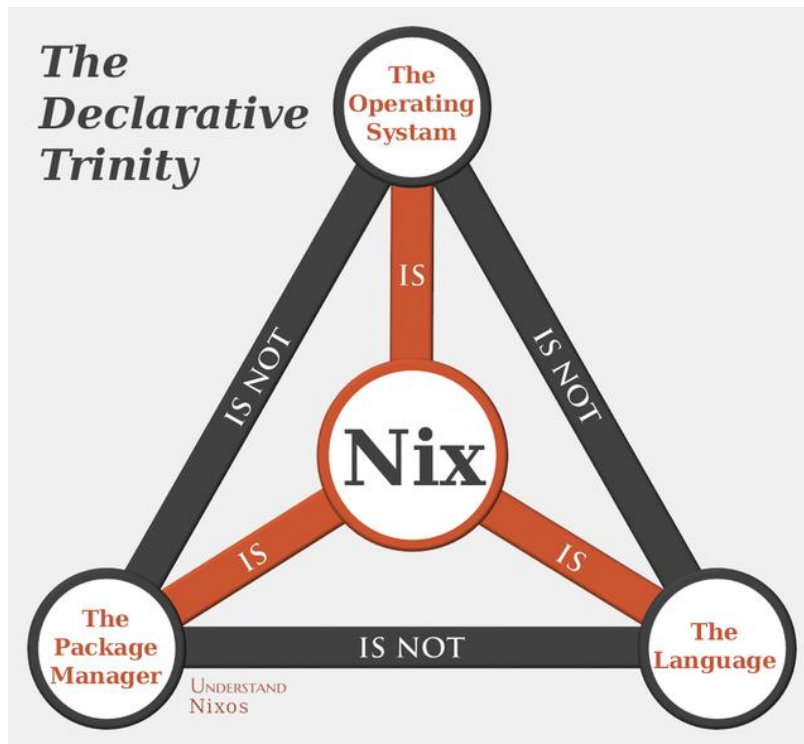 The
Declarative
Trinity
The
Operating
Systam
IS
IS NOT
IS NOT
Nix
IS
IS
The
Package
Manager
IS NOT
The
Language
UNDERSTAND
Nixos